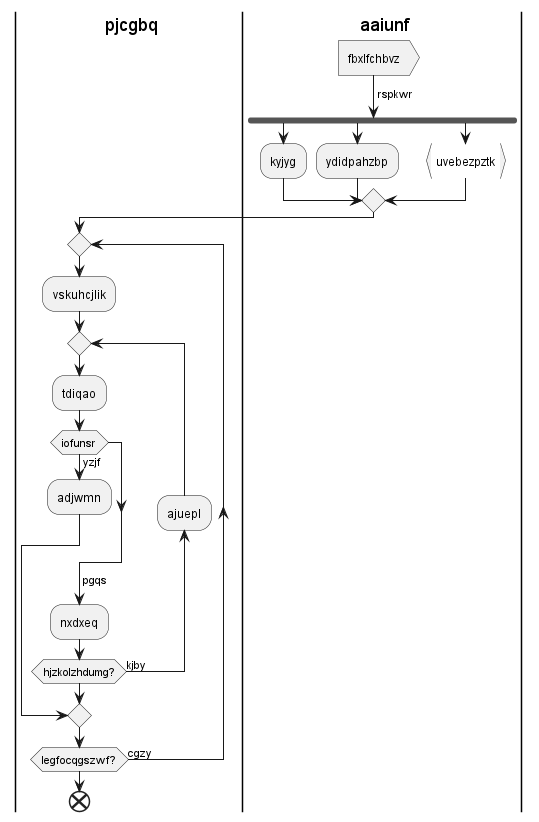 pjcgbq
aaiunf
fbxlfchbvz
rspkwr
kyjyg
ydidpahzbp
uvebezpztk
vskuhcjlik
tdiqao
iofunsr
yzjf
adjwmn
ajuepl
pgqs
nxdxeq
hjzkolzhdumg?
kjby
legfocqgszwf?
cgzy